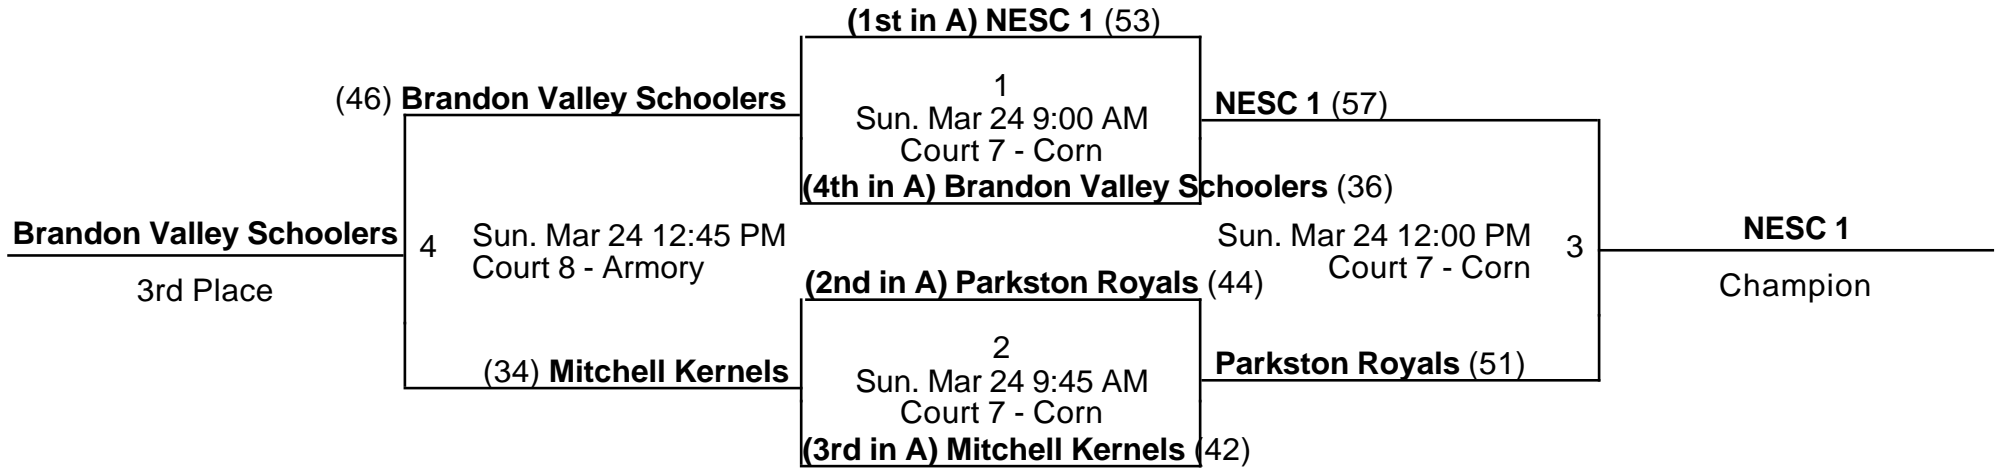 (1st in A) NESC 1 (53)
(46) Brandon Valley Schoolers
1
Sun. Mar 24 9:00 AM
Court 7 - Corn
NESC 1 (57)
(4th in A) Brandon Valley Schoolers (36)
Brandon Valley Schoolers
3rd Place
4
Sun. Mar 24 12:45 PM
Court 8 - Armory
Sun. Mar 24 12:00 PM
Court 7 - Corn
3
NESC 1
Champion
(2nd in A) Parkston Royals (44)
(34) Mitchell Kernels
2
Sun. Mar 24 9:45 AM
Court 7 - Corn
Parkston Royals (51)
(3rd in A) Mitchell Kernels (42)